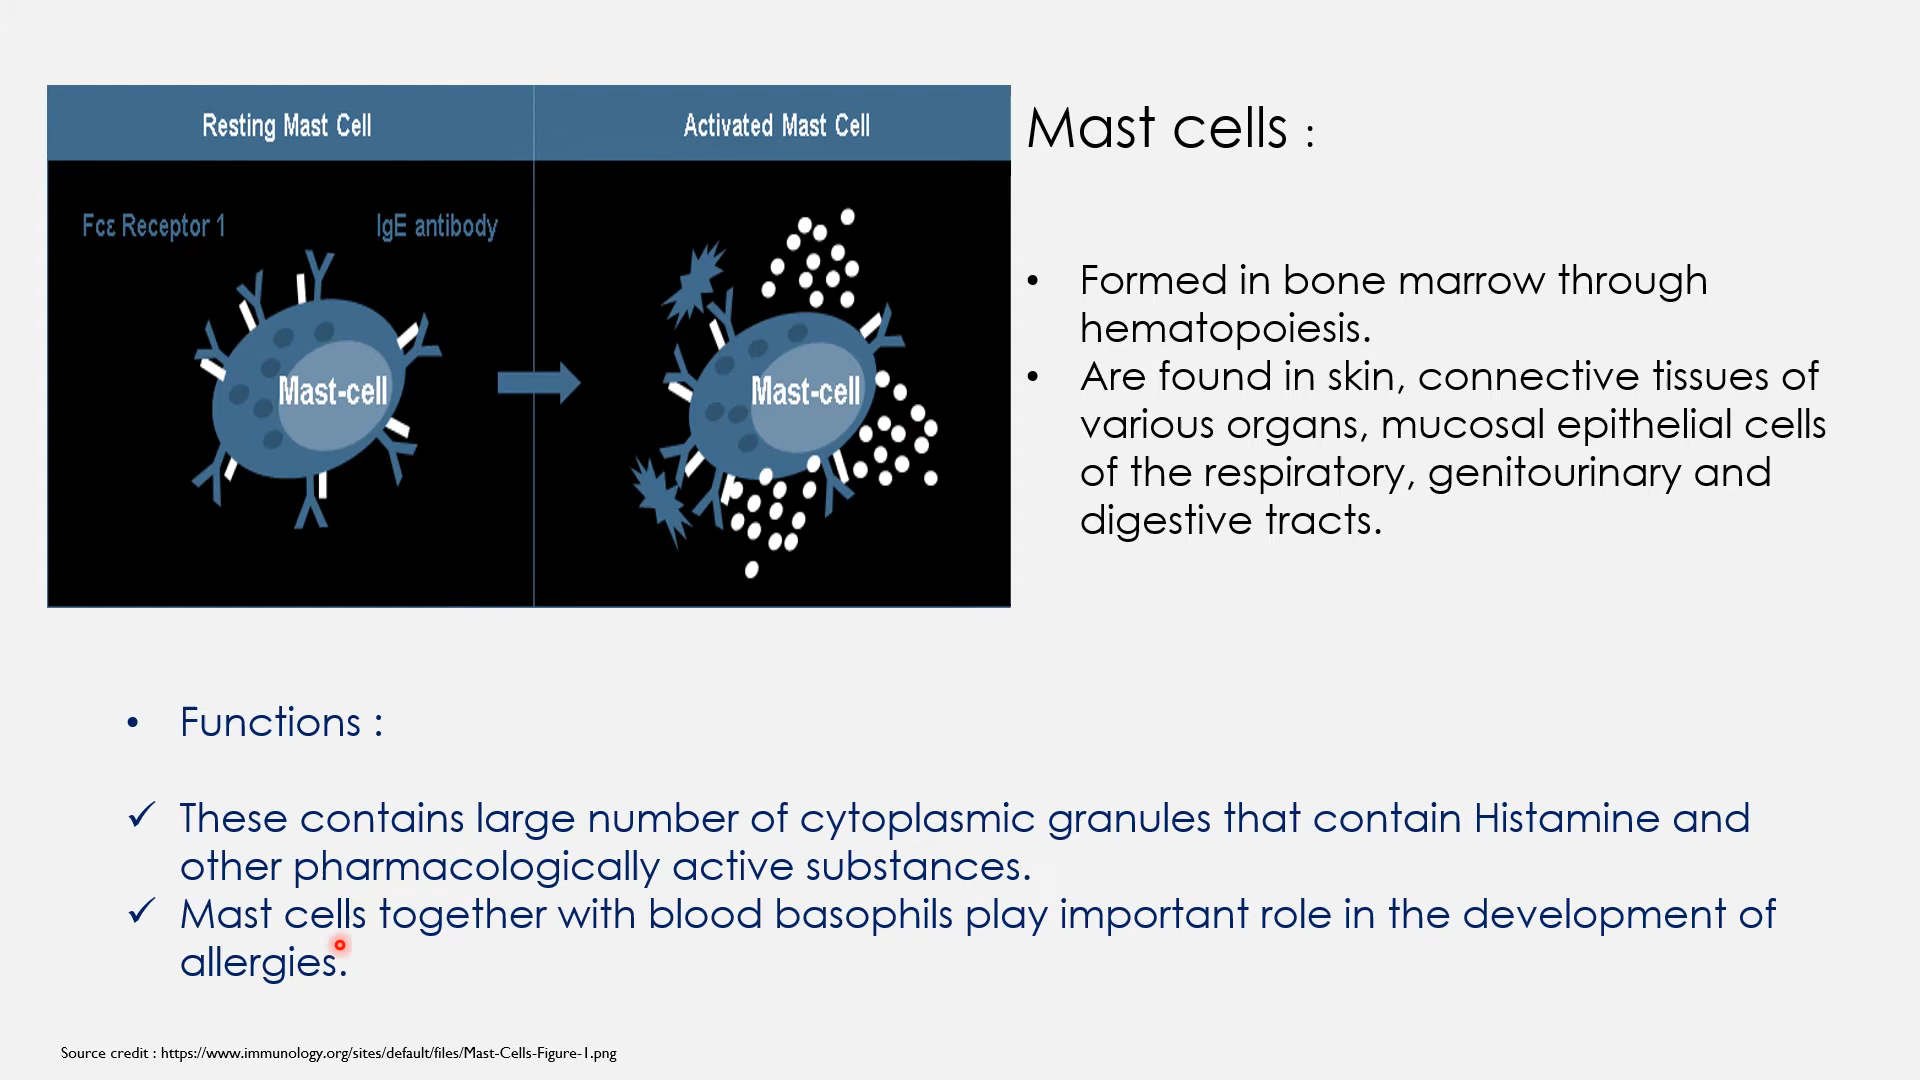 Resting Mast Cell
Activated Mast Cell
Fcε Receptor 1
IgE antibody
Mast-cell
Mast-cell
Mast cells :
• Formed in bone marrow through
hematopoiesis.
• Are found in skin, connective tissues of
various organs, mucosal epithelial cells
of the respiratory, genitourinary and
digestive tracts.
• Functions :
✓ These contains large number of cytoplasmic granules that contain Histamine and
other pharmacologically active substances.
✓ Mast cells together with blood basophils play important role in the development of
allergies.
Source credit : https://www.immunology.org/sites/default/files/Mast-Cells-Figure-1.png